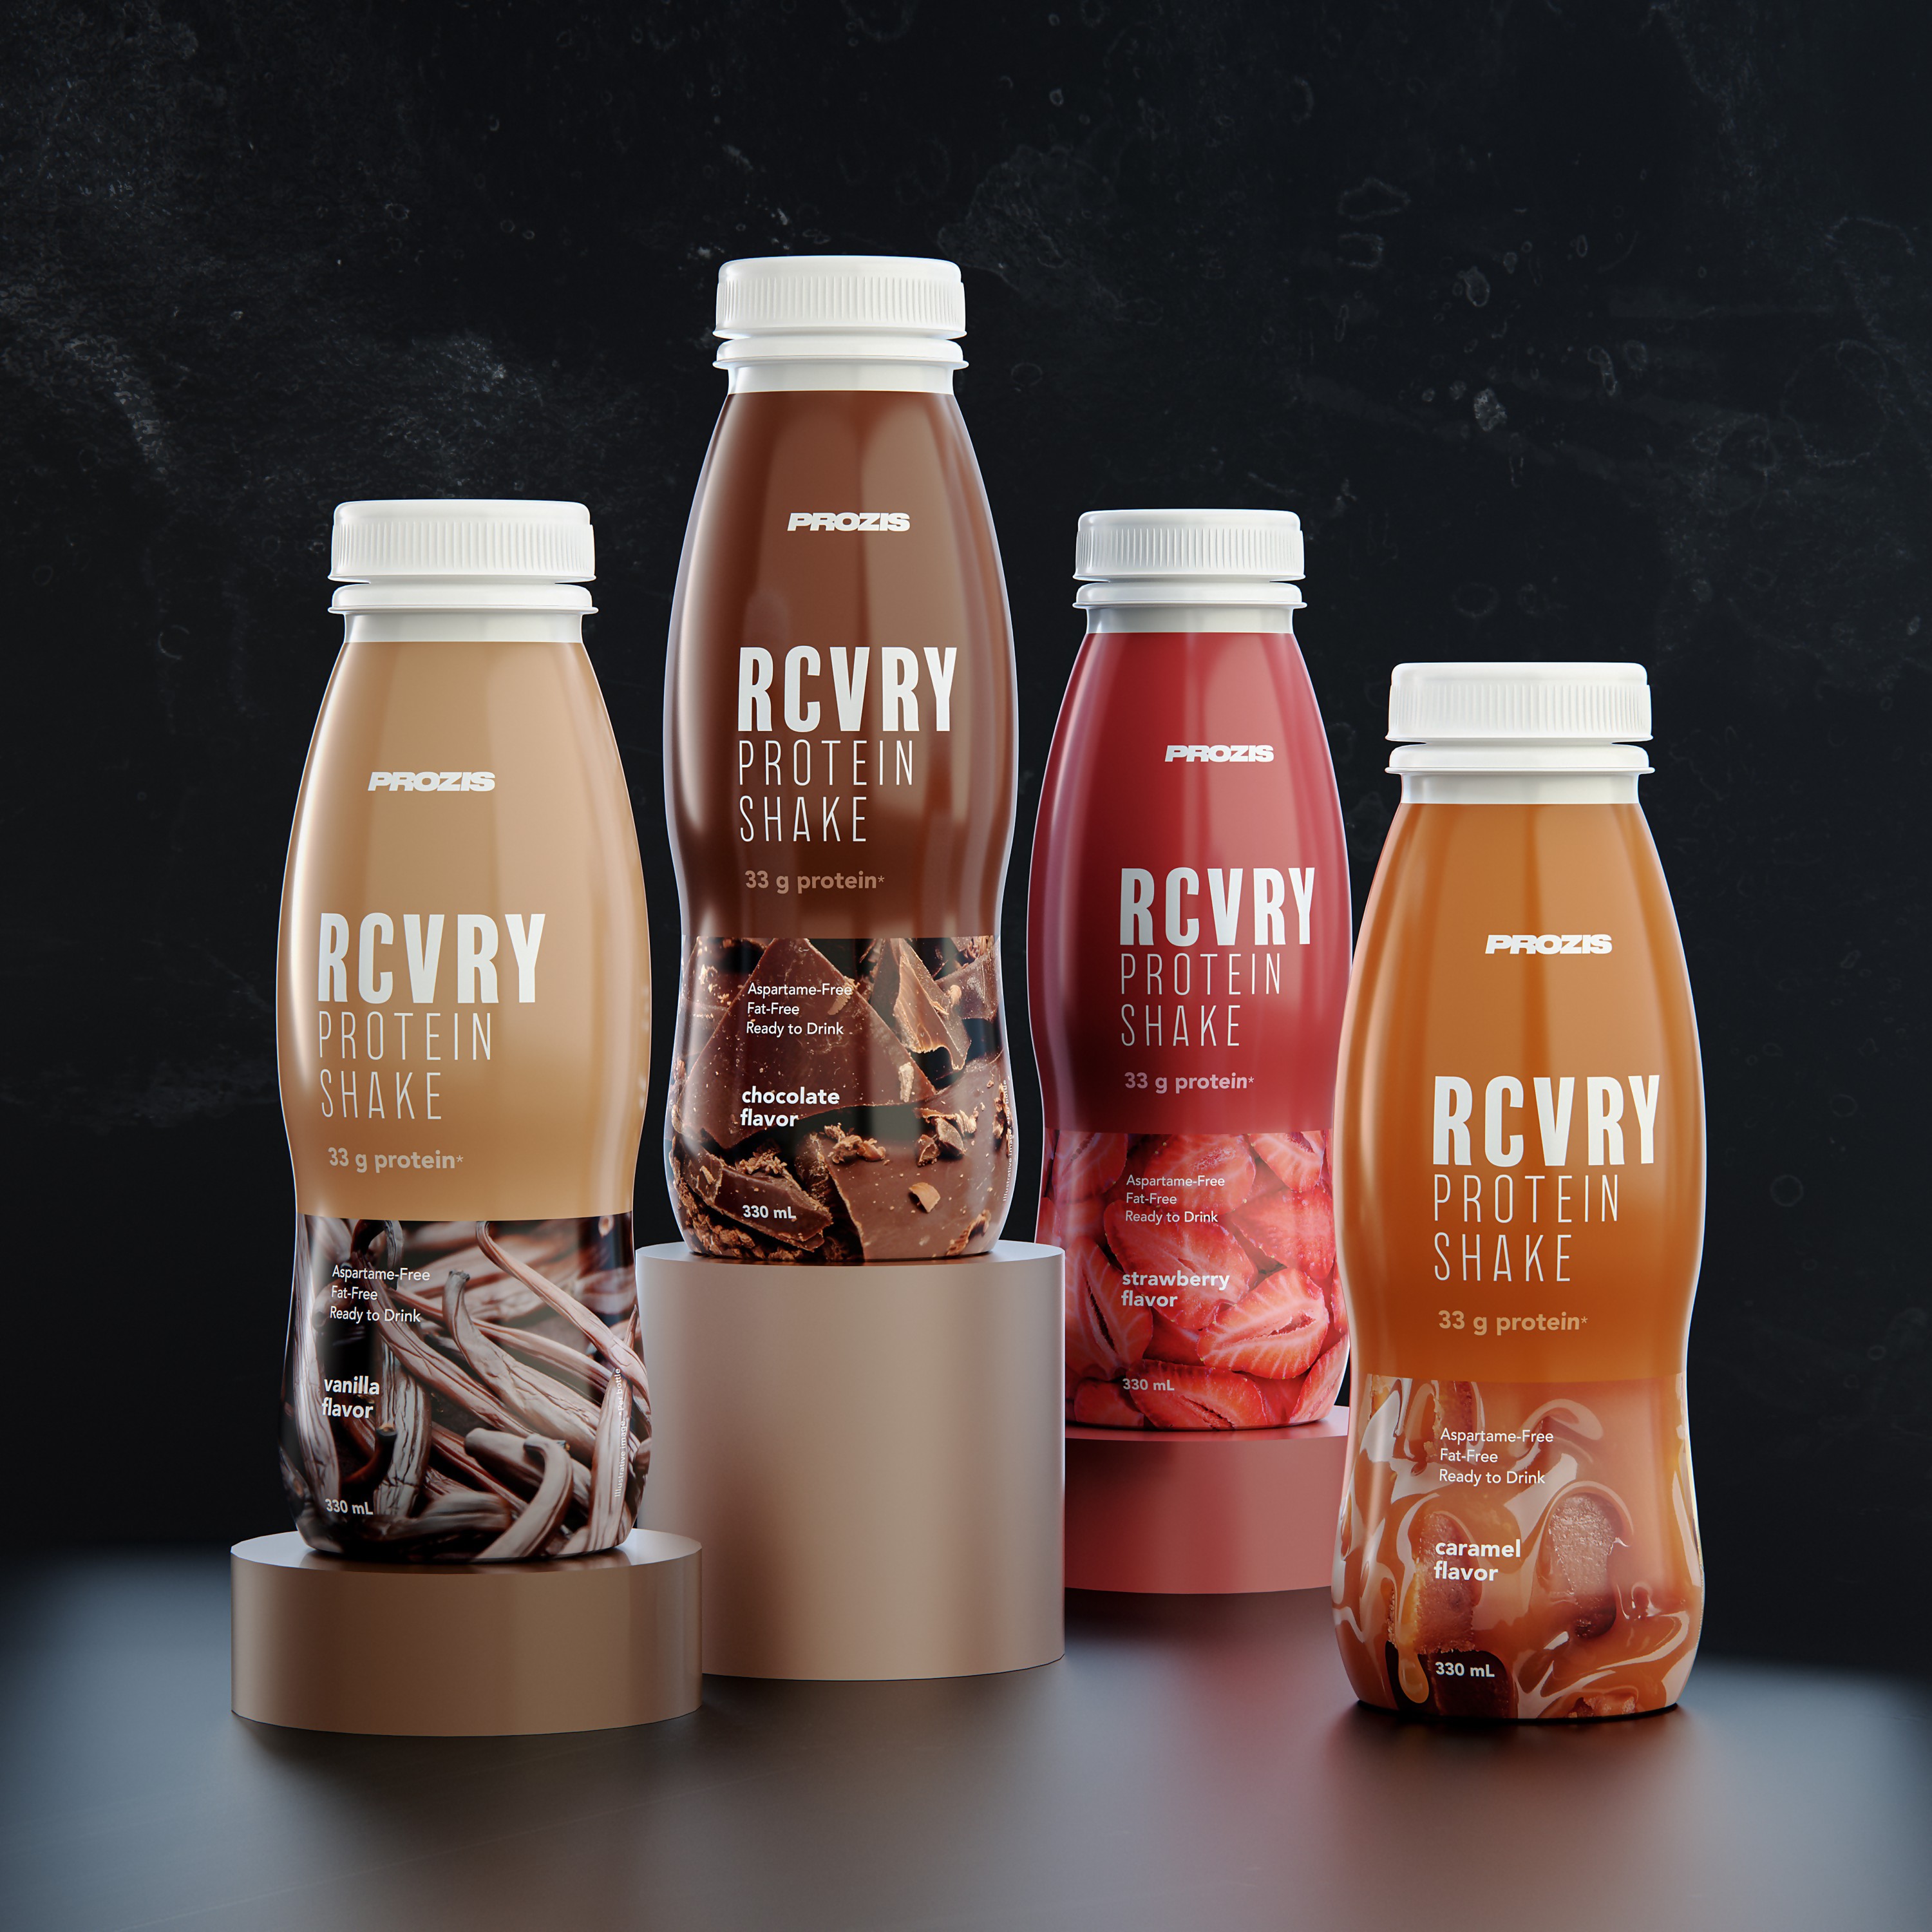 PROZIS
RCVRY
PROTEIN
SHAKE
33 g protein*
Aspartame-Free
Fat-Free
Ready to Drink
vanilla
flavor
330 mL
Illustrative image
PROZIS
RCVRY
PROTEIN
SHAKE
33 g protein*
Aspartame-Free
Fat-Free
Ready to Drink
chocolate
flavor
330 mL
PROZIS
RCVRY
PROTEIN
SHAKE
33 g protein*
Aspartame-Free
Fat-Free
Ready to Drink
strawberry
flavor
330 mL
PROZIS
RCVRY
PROTEIN
SHAKE
33 g protein*
Aspartame-Free
Fat-Free
Ready to Drink
caramel
flavor
330 mL